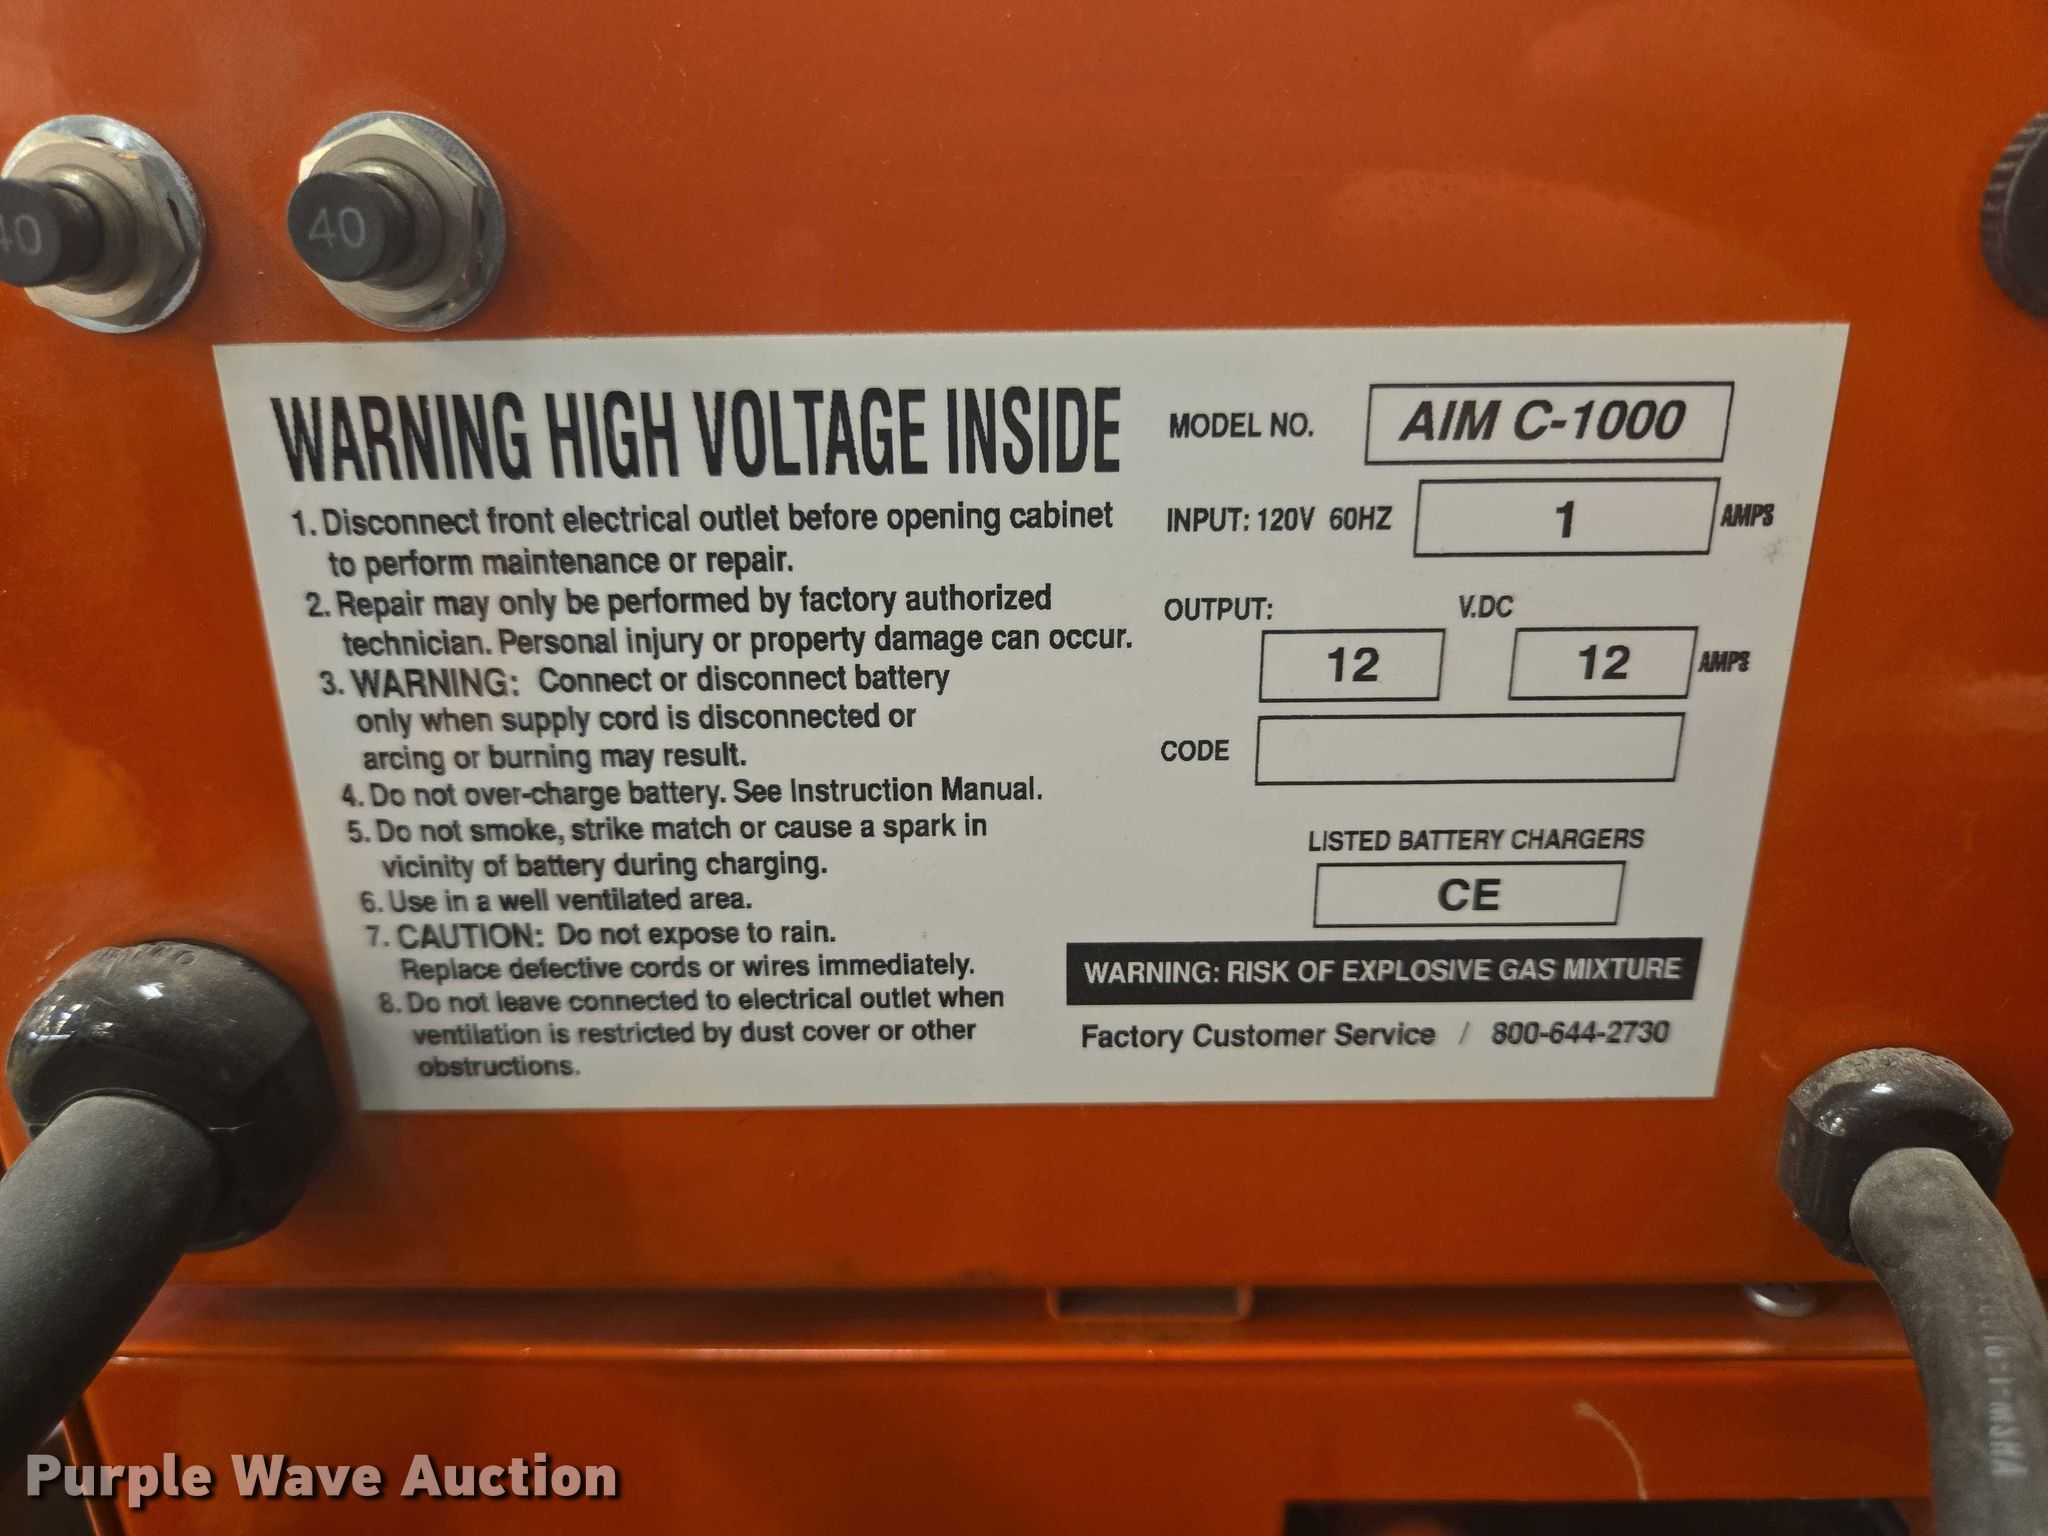 40
40
WARNING HIGH VOLTAGE INSIDE
1. Disconnect front electrical outlet before opening cabinet
to perform maintenance or repair.
2. Repair may only be performed by factory authorized
technician. Personal injury or property damage can occur.
3. WARNING: Connect or disconnect battery
only when supply cord is disconnected or
arcing or burning may result.
4. Do not over-charge battery. See Instruction Manual.
5. Do not smoke, strike match or cause a spark in
vicinity of battery during charging.
6. Use in a well ventilated area.
7. CAUTION: Do not expose to rain.
Replace defective cords or wires immediately.
8. Do not leave connected to electrical outlet when
ventilation is restricted by dust cover or other
obstructions.
MODEL NO. AIM C-1000
INPUT: 120V 60HZ 1 AMPS
OUTPUT: V.DC
12 12 AMPS
CODE
LISTED BATTERY CHARGERS
CE
WARNING: RISK OF EXPLOSIVE GAS MIXTURE
Factory Customer Service / 800-644-2730
Purple Wave Auction